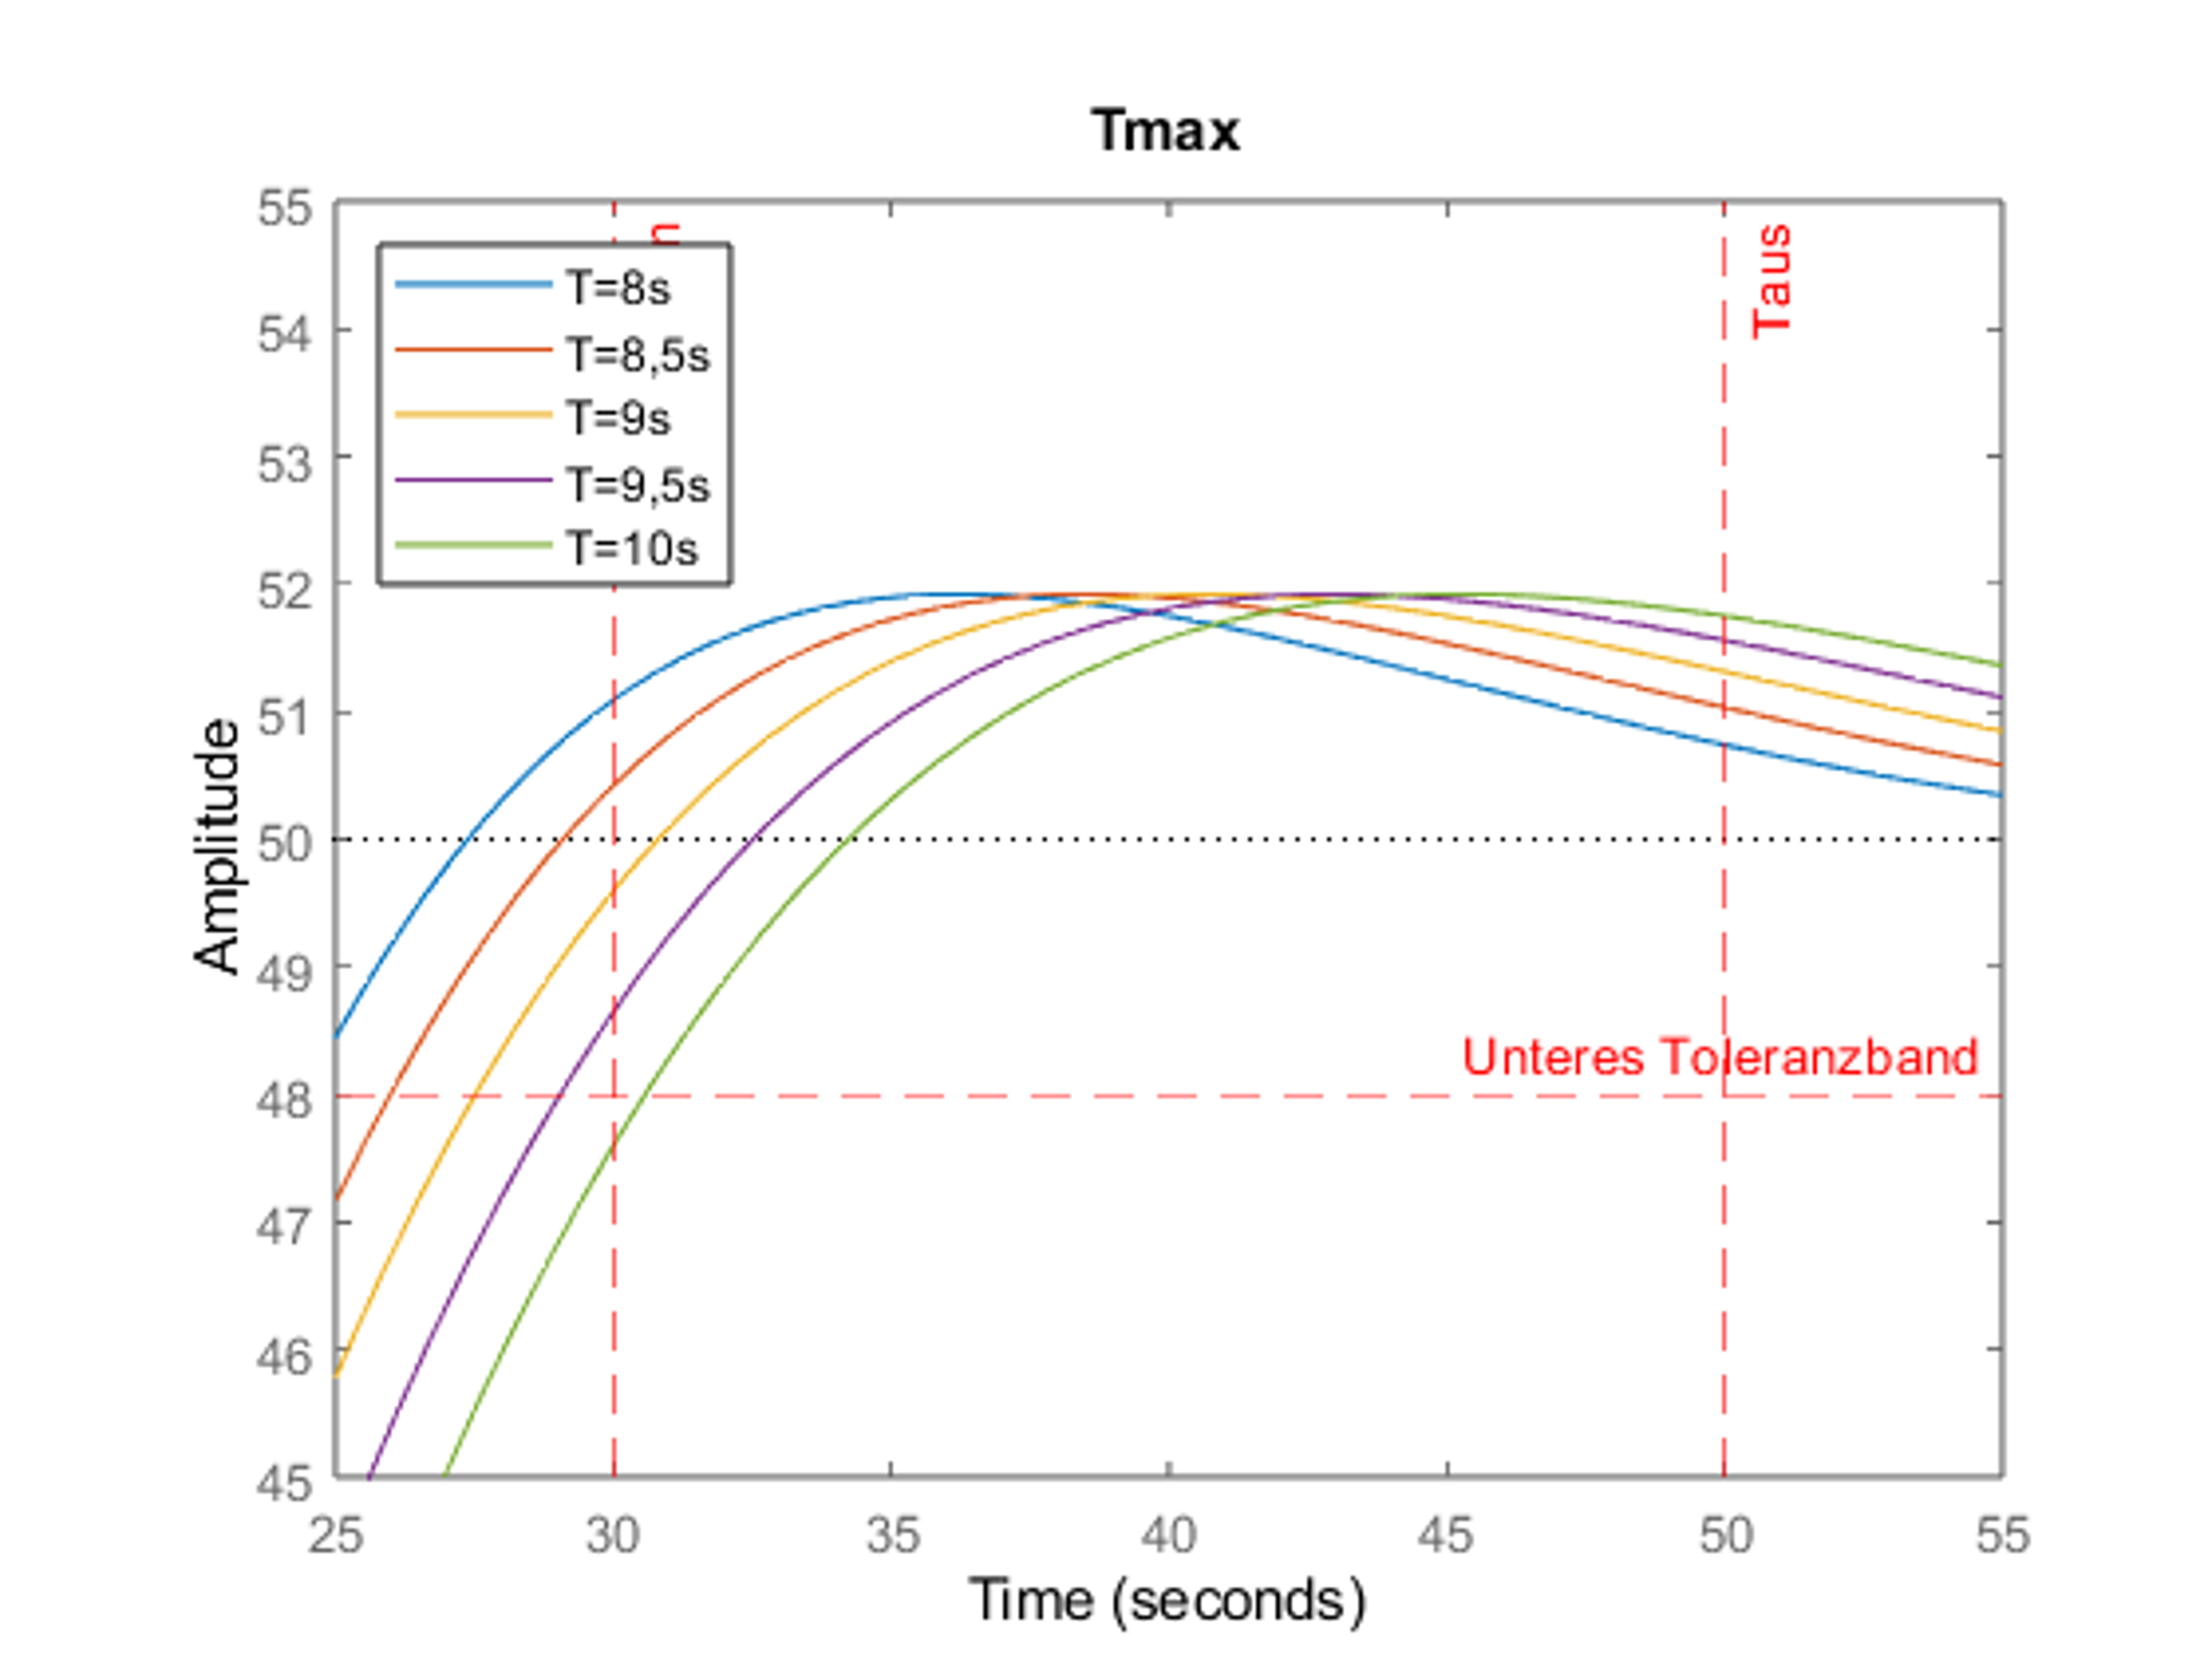 Tmax
55
54
53
52
51
50
49
48
47
46
45
T=8s
T=8,5s
T=9s
T=9,5s
T=10s
Taus
Unteres Toleranzband
Amplitude
25 30 35 40 45 50 55
Time (seconds)